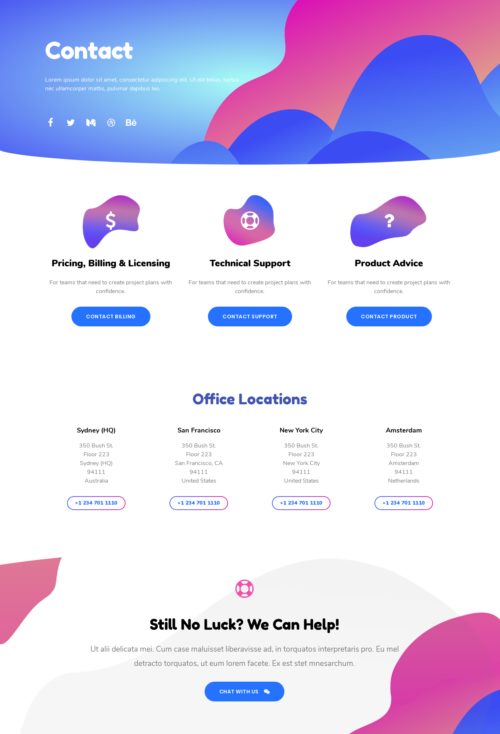 Contact
Lorem ipsum dolor sit amet, consectetur adipiscing elit. Ut elit tellus, luctus
nec ullamcorper mattis, pulvinar dapibus leo.
Bē
$
?
Pricing, Billing & Licensing
Technical Support
Product Advice
For teams that need to create project plans with
confidence.
For teams that need to create project plans with
confidence.
For teams that need to create project plans with
confidence.
CONTACT BILLING
CONTACT SUPPORT
CONTACT PRODUCT
Office Locations
Sydney (HQ)
350 Bush St.
Floor 223
Sydney (HQ)
94111
Australia
+1 234 701 1110
San Francisco
350 Bush St.
Floor 223
San Francisco, CA
94111
United States
+1 234 701 1110
New York City
350 Bush St.
Floor 223
New York City
94111
United States
+1 234 701 1110
Amsterdam
350 Bush St.
Floor 223
Amsterdam
94111
Netherlands
+1 234 701 1110
Still No Luck? We Can Help!
Ut alii delicata mei. Cum case maluisset liberavisse ad, in torquatos interpretaris pro. Eu mel
detracto torquatos, ut eum lorem facete. Ex est stet mnesarchum.
CHAT WITH US